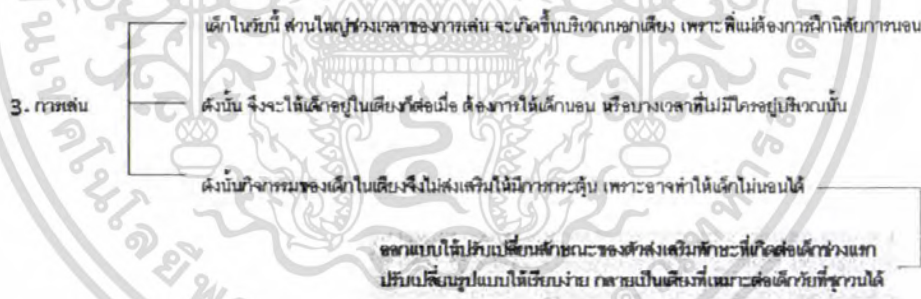 เด็กในวัยนี้ ส่วนใหญ่ช่วงเวลาของการเล่น จะเกิดขึ้นบริเวณนอกเตียง เพราะพี่แม่ต้องการฝึกนิสัยการนอน
3. การเล่น
ดังนั้น จึงจะให้เด็กอยู่ในเตียงก็ต่อเมื่อ ต้องการให้เด็กนอน หรือบางเวลาที่ไม่มีใครอยู่บริเวณนั้น
ดังนั้นกิจกรรมของเด็กในเตียงจึงไม่ส่งเสริมให้มีการกระตุ้น เพราะอาจทำให้เด็กไม่นอนได้
ออกแบบให้ปรับเปลี่ยนลักษณะของตัวส่งเสริมทักษะที่เกิดต่อเด็กช่วงแรก
ปรับเปลี่ยนรูปแบบให้เรียบง่าย กลายเป็นเตียงที่เหมาะต่อเด็กวัยที่ซุกซนได้